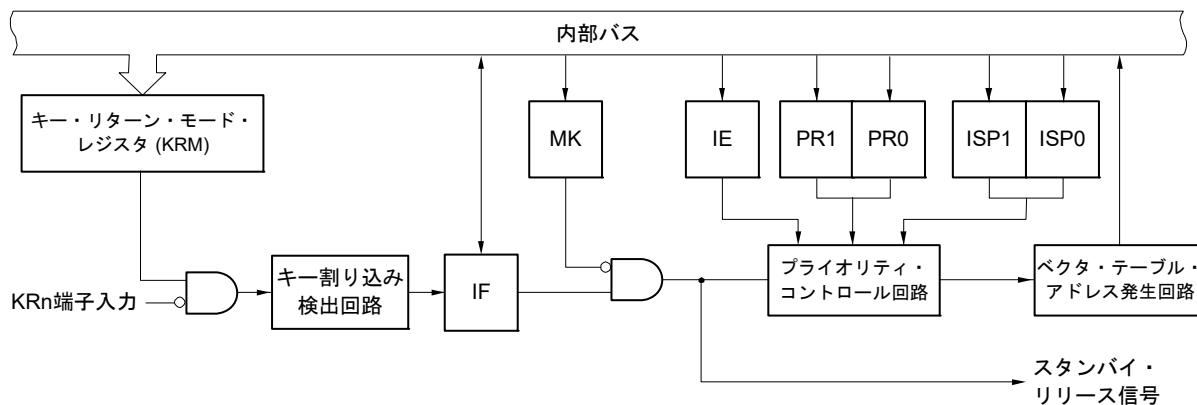 内部バス
キー・リターン・モード・
レジスタ (KRM)
MK
IE
PR1
PR0
ISP1
ISP0
KRn端子入力
キー割り込み
検出回路
IF
プライオリティ・
コントロール回路
ベクタ・テーブル・
アドレス発生回路
スタンバイ・
リリース信号